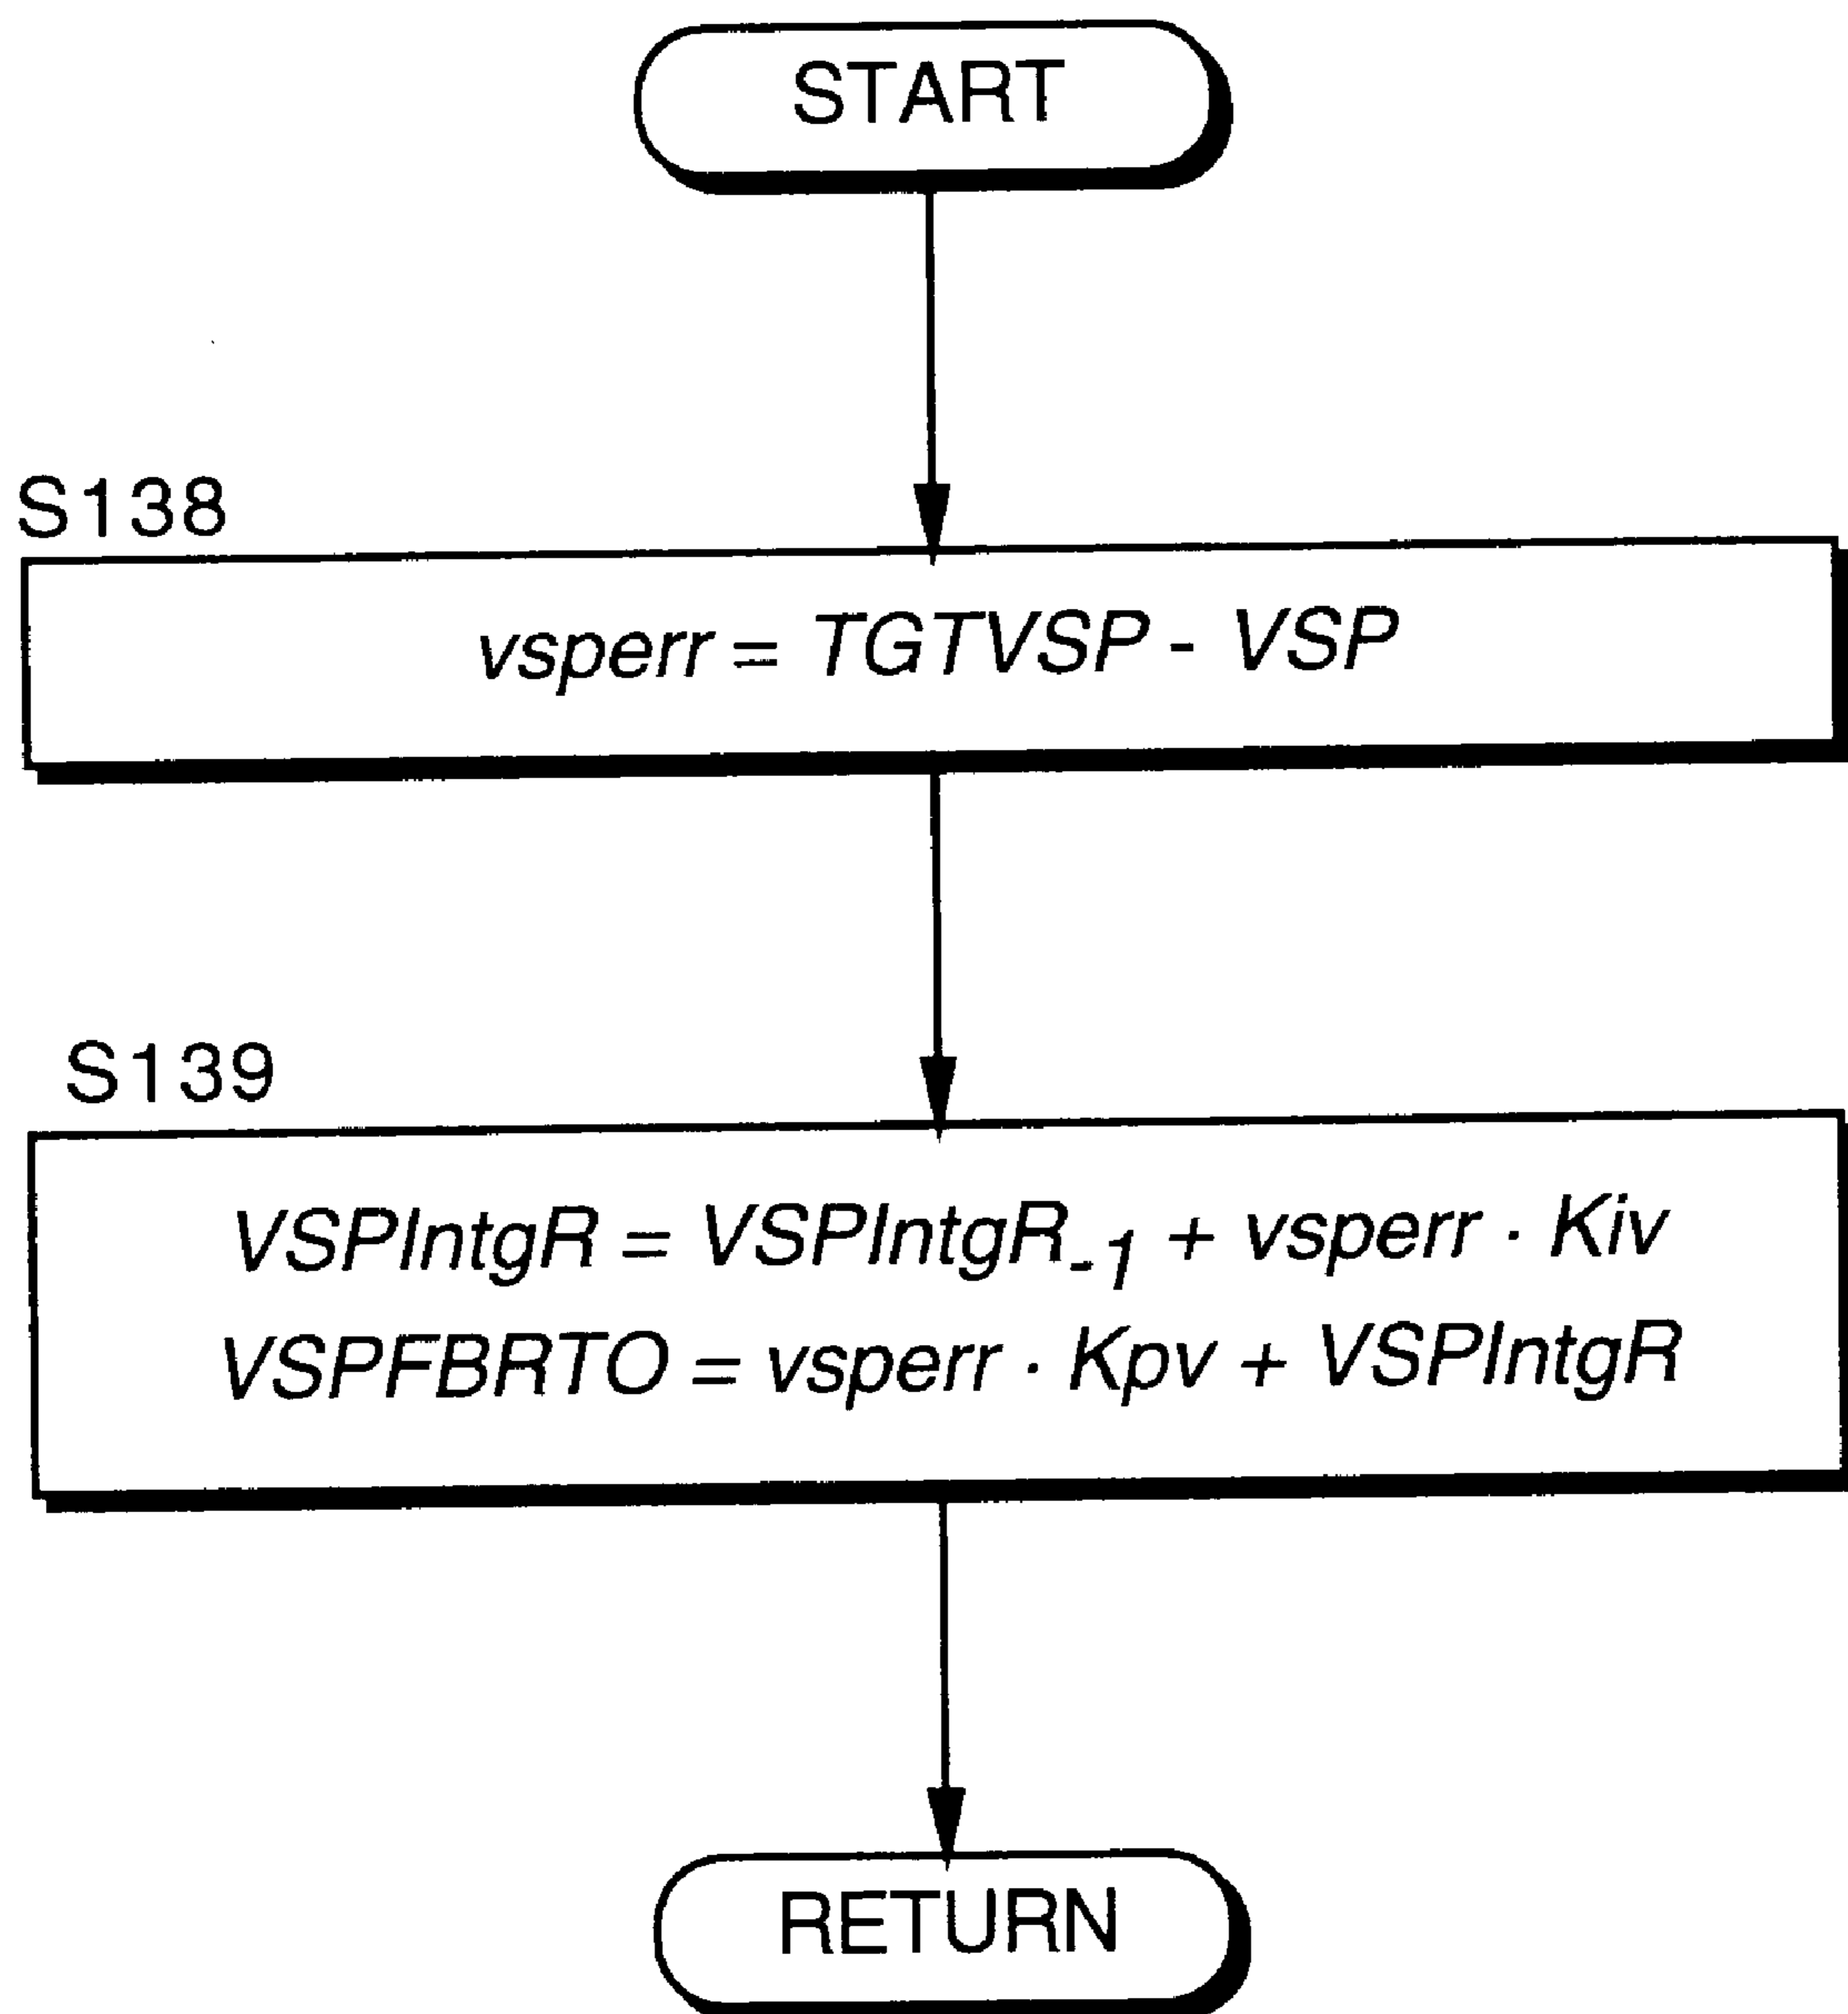 START
S138
vsperr = TGTVSP - VSP
S139
VSPIntgR = VSPIntgR₋₁ + vsperr · Kiv
VSPFBRTO = vsperr · Kpv + VSPIntgR
RETURN